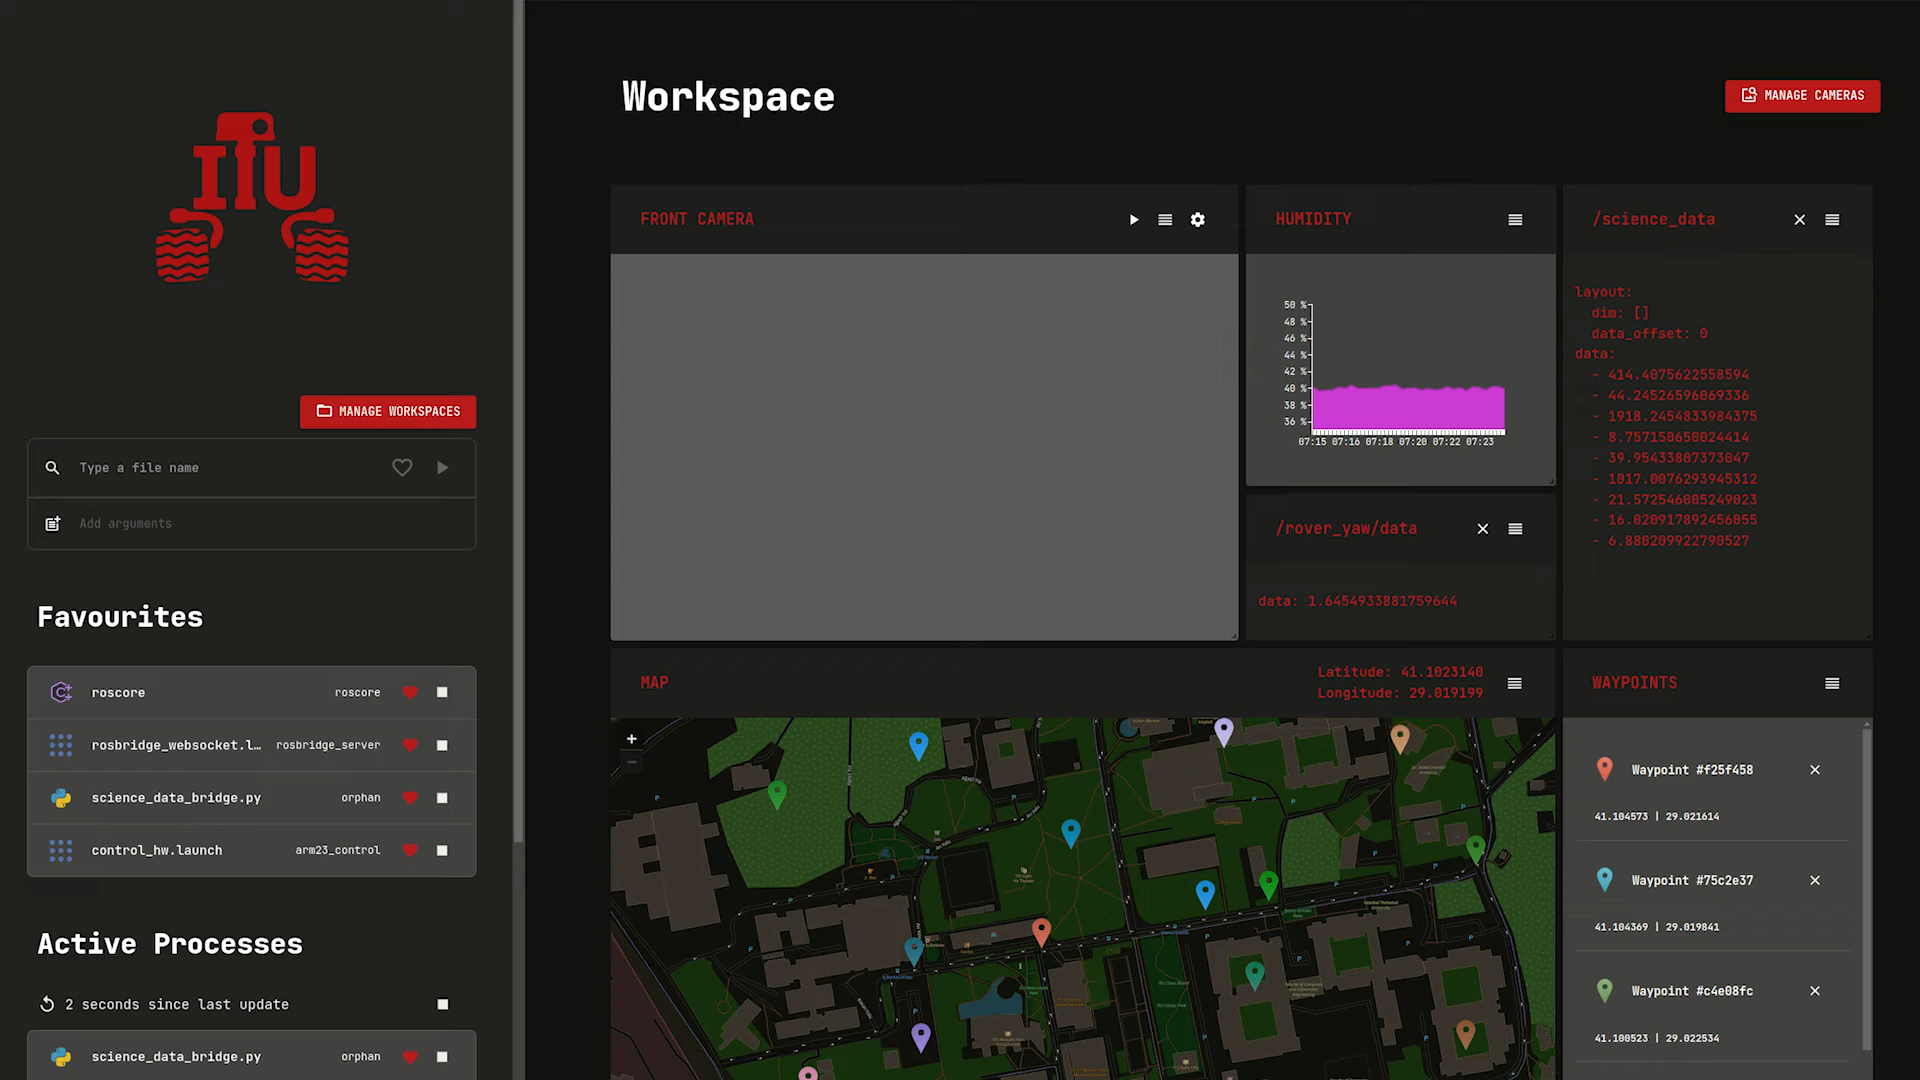 ITU
MANAGE WORKSPACES
Type a file name
Add arguments
Favourites
roscore roscore
rosbridge_websocket.l… rosbridge_server
science_data_bridge.py orphan
control_hw.launch arm23_control
Active Processes
2 seconds since last update
science_data_bridge.py orphan
Workspace
MANAGE CAMERAS
FRONT CAMERA
HUMIDITY
50 %
48 %
46 %
44 %
42 %
40 %
38 %
36 %
07:15 07:16 07:18 07:20 07:22 07:23
/science_data
layout:
dim: []
data_offset: 0
data:
- 414.4075622558594
- 44.24526596069336
- 1918.2454833984375
- 8.757150650024414
- 39.95433807373047
- 1017.0076293945312
- 21.572546005249023
- 16.020917892456055
- 6.880209922790527
/rover_yaw/data
data: 1.6454933881759644
MAP
Latitude: 41.1023140
Longitude: 29.019199
+
−
WAYPOINTS
Waypoint #f25f458
41.104573 | 29.021614
Waypoint #75c2e37
41.104369 | 29.019841
Waypoint #c4e08fc
41.100523 | 29.022534